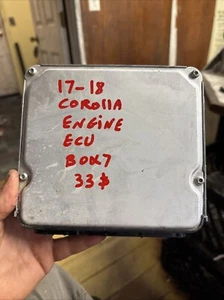 17-18
COROllA
ENGiNE
ECU
BOX7
33$